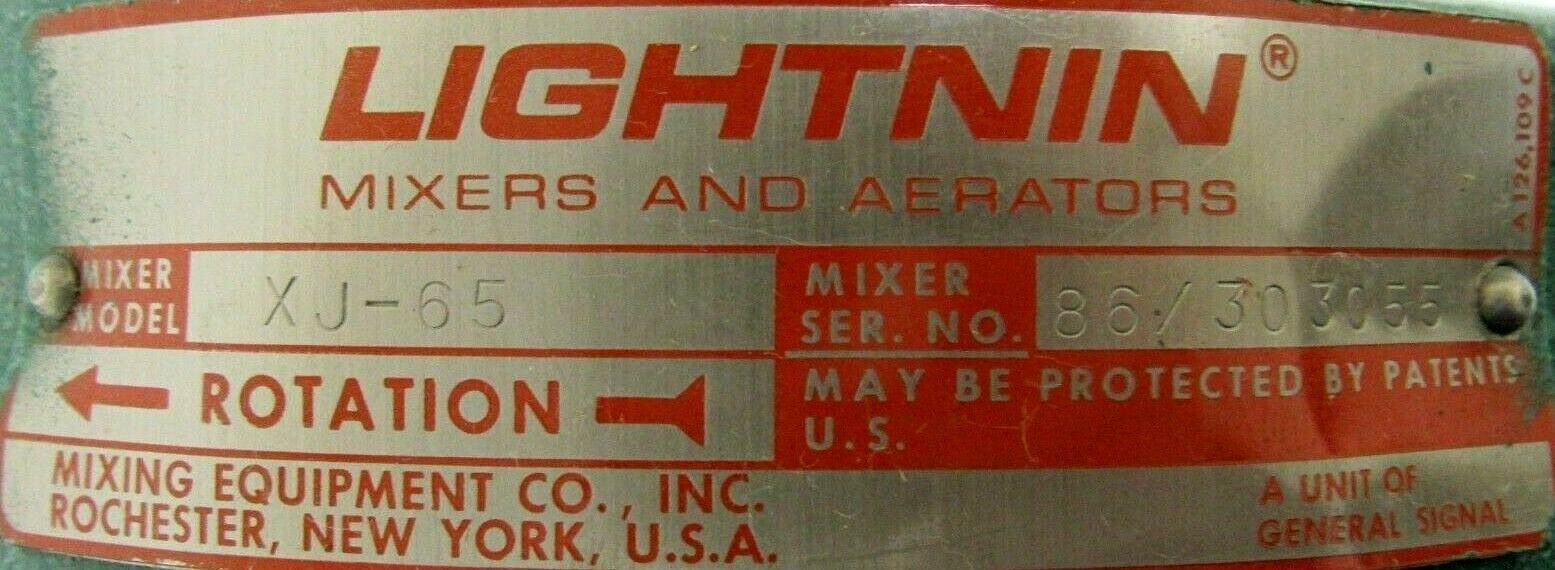 LIGHTNIN®
MIXERS AND AERATORS
A126,109 C
MIXER MODEL XJ-65
MIXER SER. NO. 86/303055
ROTATION
MAY BE PROTECTED BY PATENTS
U.S.
MIXING EQUIPMENT CO., INC.
ROCHESTER, NEW YORK, U.S.A.
A UNIT OF
GENERAL SIGNAL